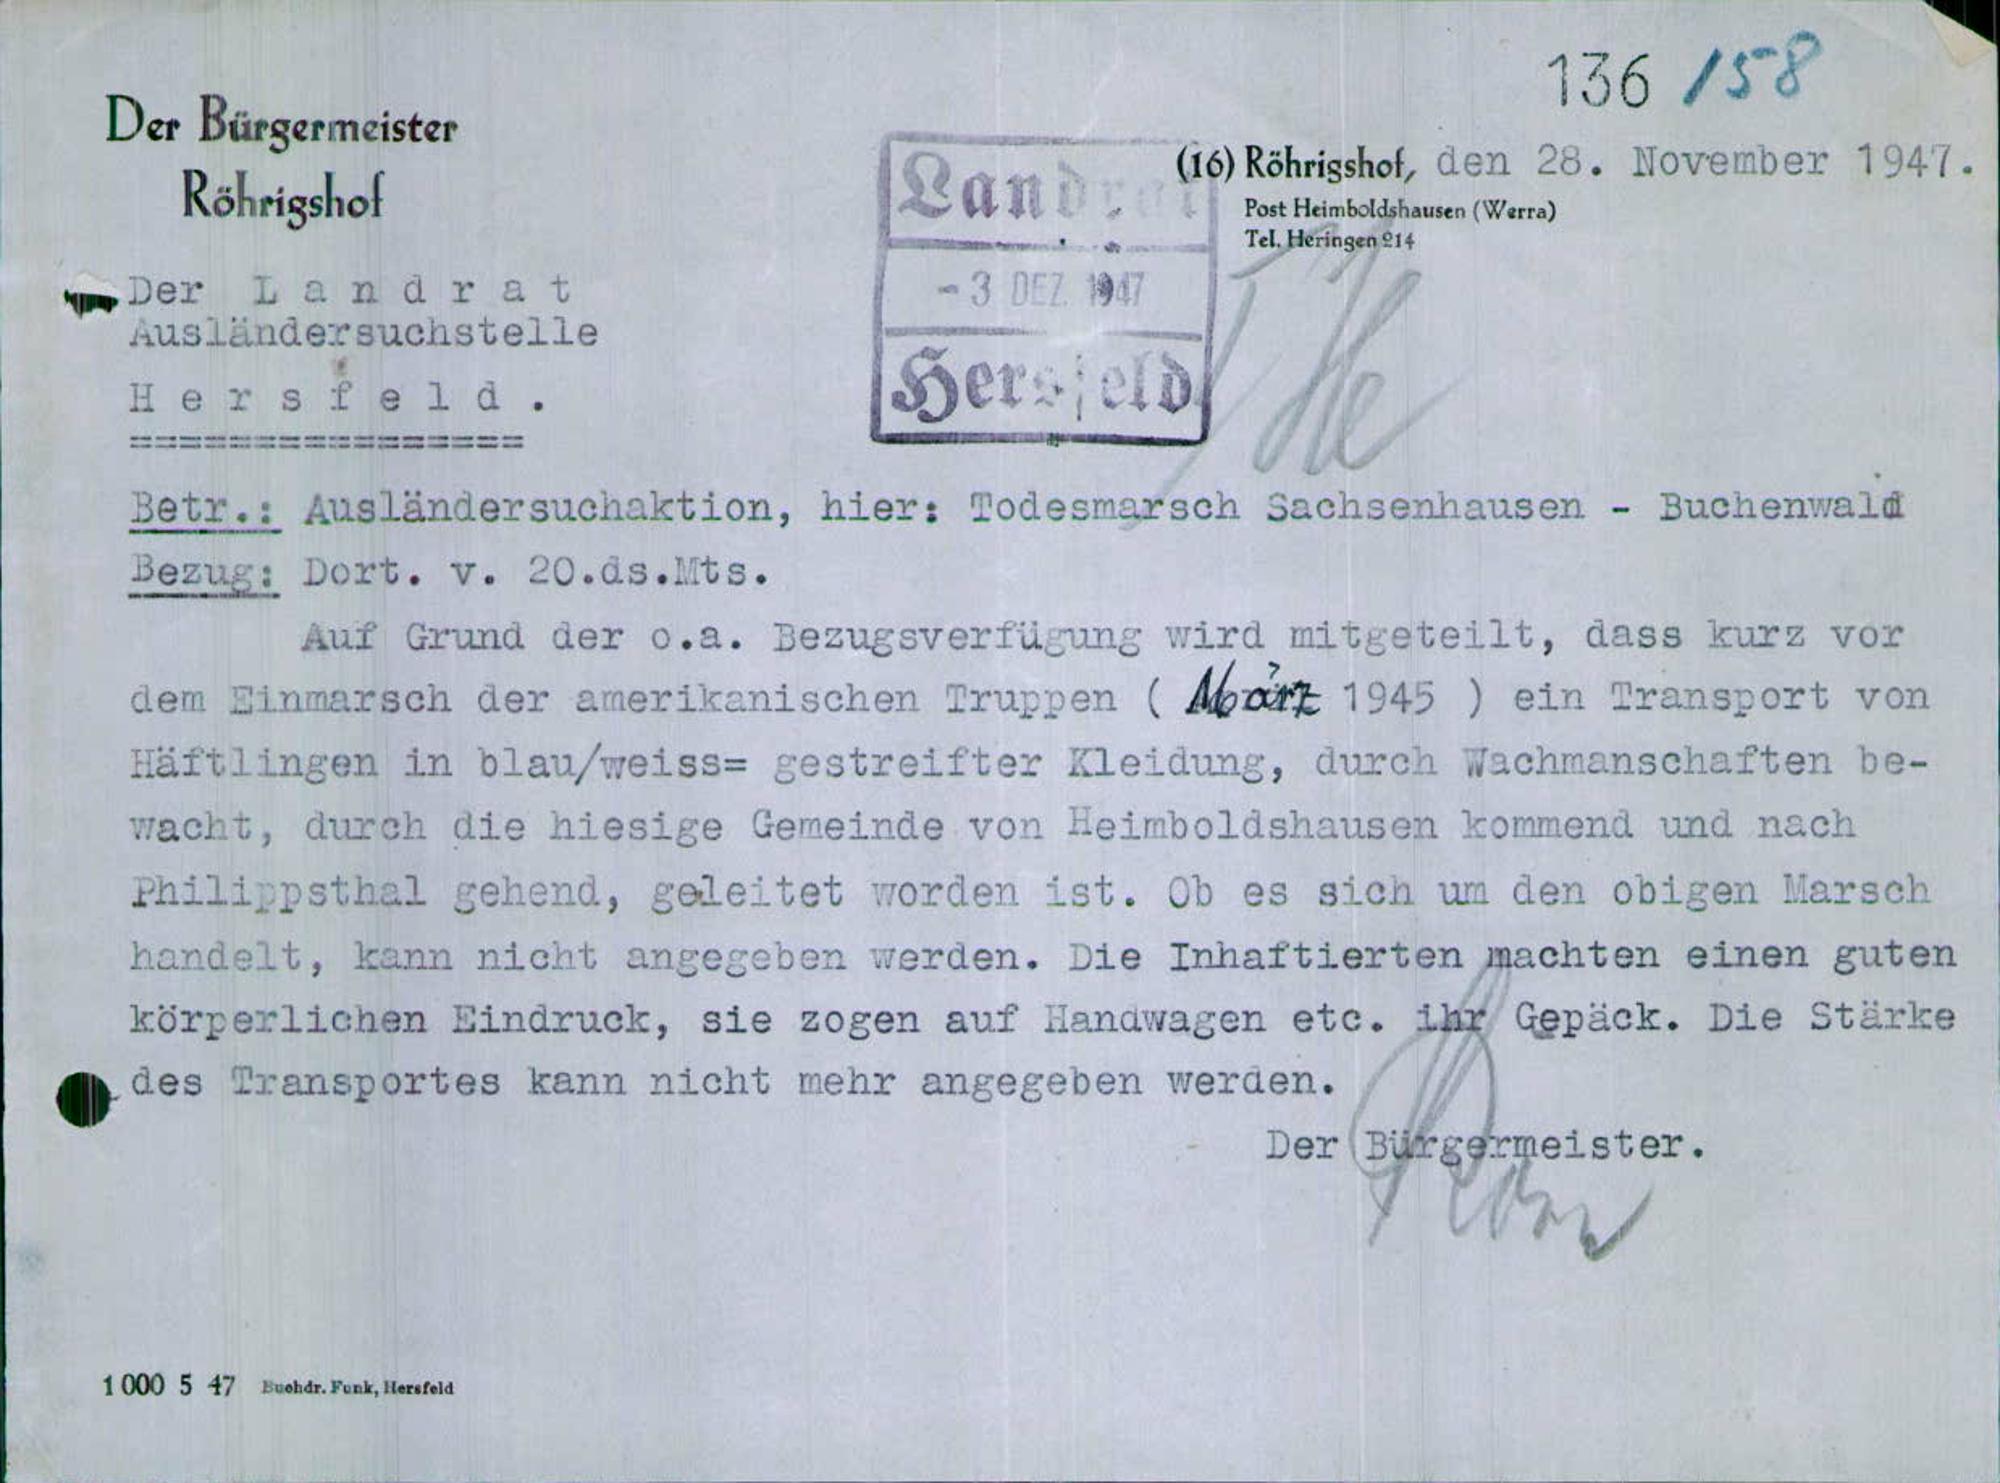 136 /158
Der Bürgermeister
Röhrigshof
(16) Röhrigshof, den 28. November 1947.
Post Heimboldshausen (Werra)
Tel. Heringen 214
Landrat
- 3 DEZ. 1947
Hersfeld
Der Landrat
Ausländersuchstelle
Hersfeld.
================
Betr.: Ausländersuchaktion, hier: Todesmarsch Sachsenhausen - Buchenwald
Bezug: Dort. v. 20.ds.Mts.
Auf Grund der o.a. Bezugsverfügung wird mitgeteilt, dass kurz vor
dem Einmarsch der amerikanischen Truppen ( März 1945 ) ein Transport von
Häftlingen in blau/weiss= gestreifter Kleidung, durch Wachmanschaften be-
wacht, durch die hiesige Gemeinde von Heimboldshausen kommend und nach
Philippsthal gehend, geleitet worden ist. Ob es sich um den obigen Marsch
handelt, kann nicht angegeben werden. Die Inhaftierten machten einen guten
körperlichen Eindruck, sie zogen auf Handwagen etc. ihr Gepäck. Die Stärke
des Transportes kann nicht mehr angegeben werden.
Der Bürgermeister.
1000 5 47 Buchdr. Funk, Hersfeld